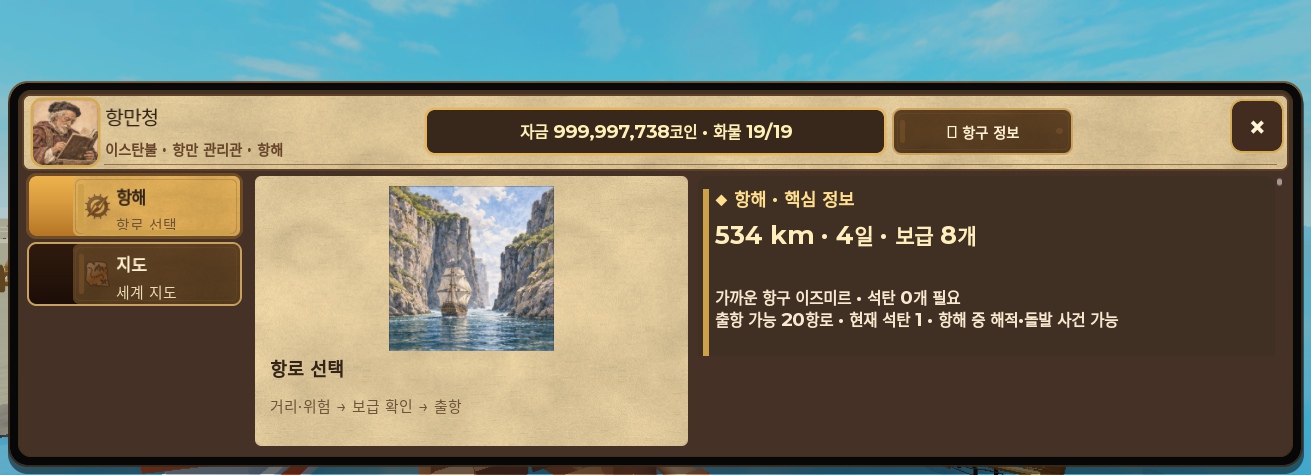 항만청
이스탄불 • 항만 관리관 • 항해
자금 999,997,738코인 • 화물 19/19
항구 정보
×
항해
항로 선택
지도
세계 지도
항로 선택
거리·위험 → 보급 확인 → 출항
◆ 항해 • 핵심 정보
534 km • 4일 • 보급 8개
가까운 항구 이즈미르 • 석탄 0개 필요
출항 가능 20항로 • 현재 석탄 1 • 항해 중 해적•돌발 사건 가능